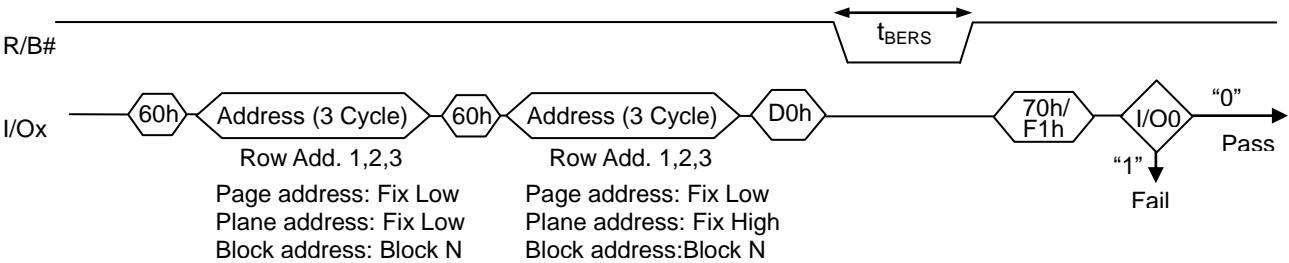 R/B#
tBERS
I/Ox
60h Address (3 Cycle) 60h Address (3 Cycle) D0h 70h/ F1h I/O0 "0"
Pass
"1"
Fail
Row Add. 1,2,3
Page address: Fix Low
Plane address: Fix Low
Block address: Block N
Row Add. 1,2,3
Page address: Fix Low
Plane address: Fix High
Block address:Block N